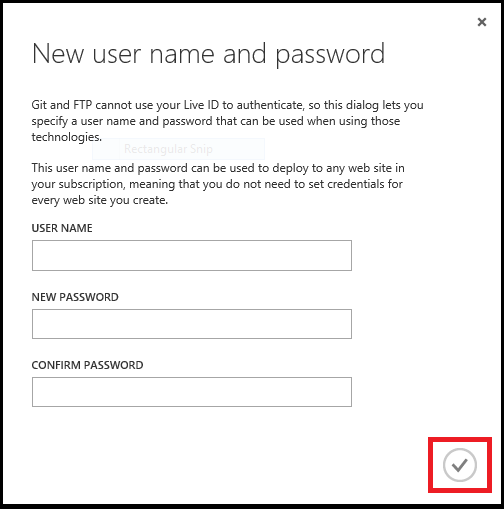 New user name and password
Git and FTP cannot use your Live ID to authenticate, so this dialog lets you
specify a user name and password that can be used when using those
technologies.
Rectangular Snip
This user name and password can be used to deploy to any web site in
your subscription, meaning that you do not need to set credentials for
every web site you create.
USER NAME
NEW PASSWORD
CONFIRM PASSWORD